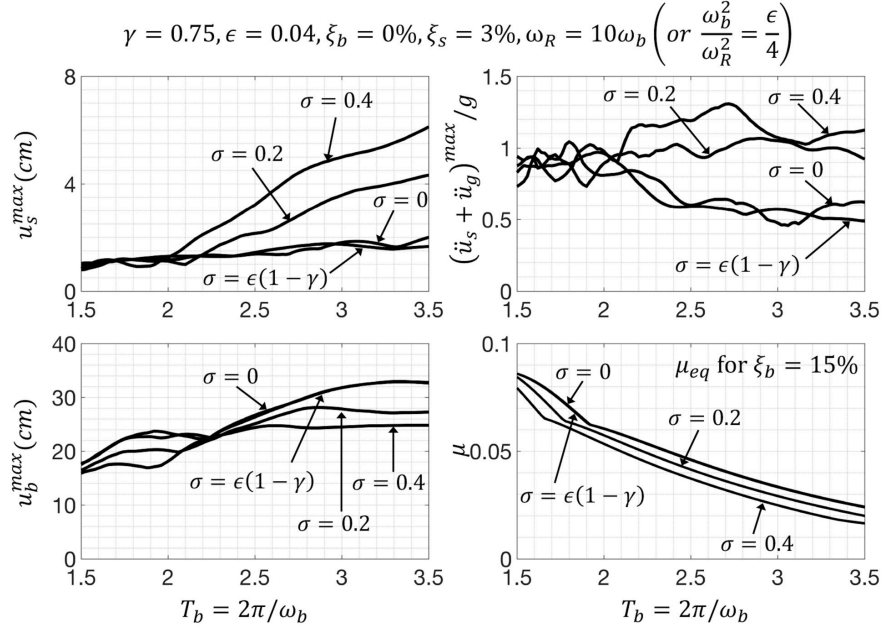 γ = 0.75, ϵ = 0.04, ξ_b = 0%, ξ_s = 3%, ω_R = 10ω_b (or ω_b^2/ω_R^2 = ϵ/4)
8
4
0
u_s^max (cm)
σ = 0.4
σ = 0.2
σ = 0
σ = ϵ(1 − γ)
1.5 2 2.5 3 3.5
1.5
1
0.5
0
(ü_s + ü_g)^max/g
σ = 0.2
σ = 0.4
σ = 0
σ = ϵ(1 − γ)
1.5 2 2.5 3 3.5
40
30
20
10
0
u_b^max (cm)
σ = 0
σ = ϵ(1 − γ)
σ = 0.4
σ = 0.2
1.5 2 2.5 3 3.5
T_b = 2π/ω_b
0.1
0.05
0
μ
μ_eq for ξ_b = 15%
σ = 0
σ = 0.2
σ = ϵ(1 − γ)
σ = 0.4
1.5 2 2.5 3 3.5
T_b = 2π/ω_b